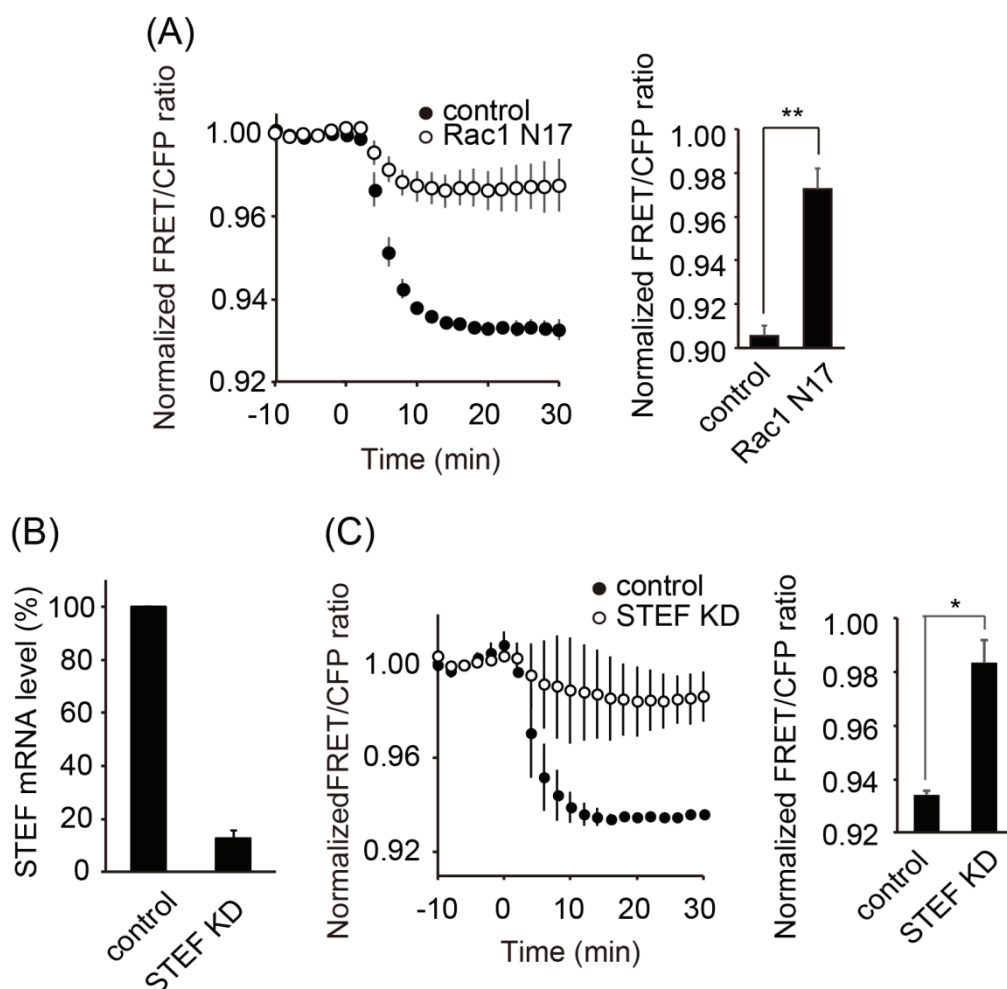 (A)
Normalized FRET/CFP ratio
1.00
0.96
0.94
0.92
-10
0
10
20
30
Time (min)
control
Rac1 N17
Normalized FRET/CFP ratio
1.00
0.98
0.96
0.94
0.92
0.90
**
control
Rac1 N17
(B)
STEF mRNA level (%)
100
80
60
40
20
0
control
STEF KD
(C)
NormalizedFRET/CFP ratio
1.00
0.96
0.92
-10
0
10
20
30
Time (min)
control
STEF KD
Normalized FRET/CFP ratio
1.00
0.98
0.96
0.94
0.92
*
control
STEF KD